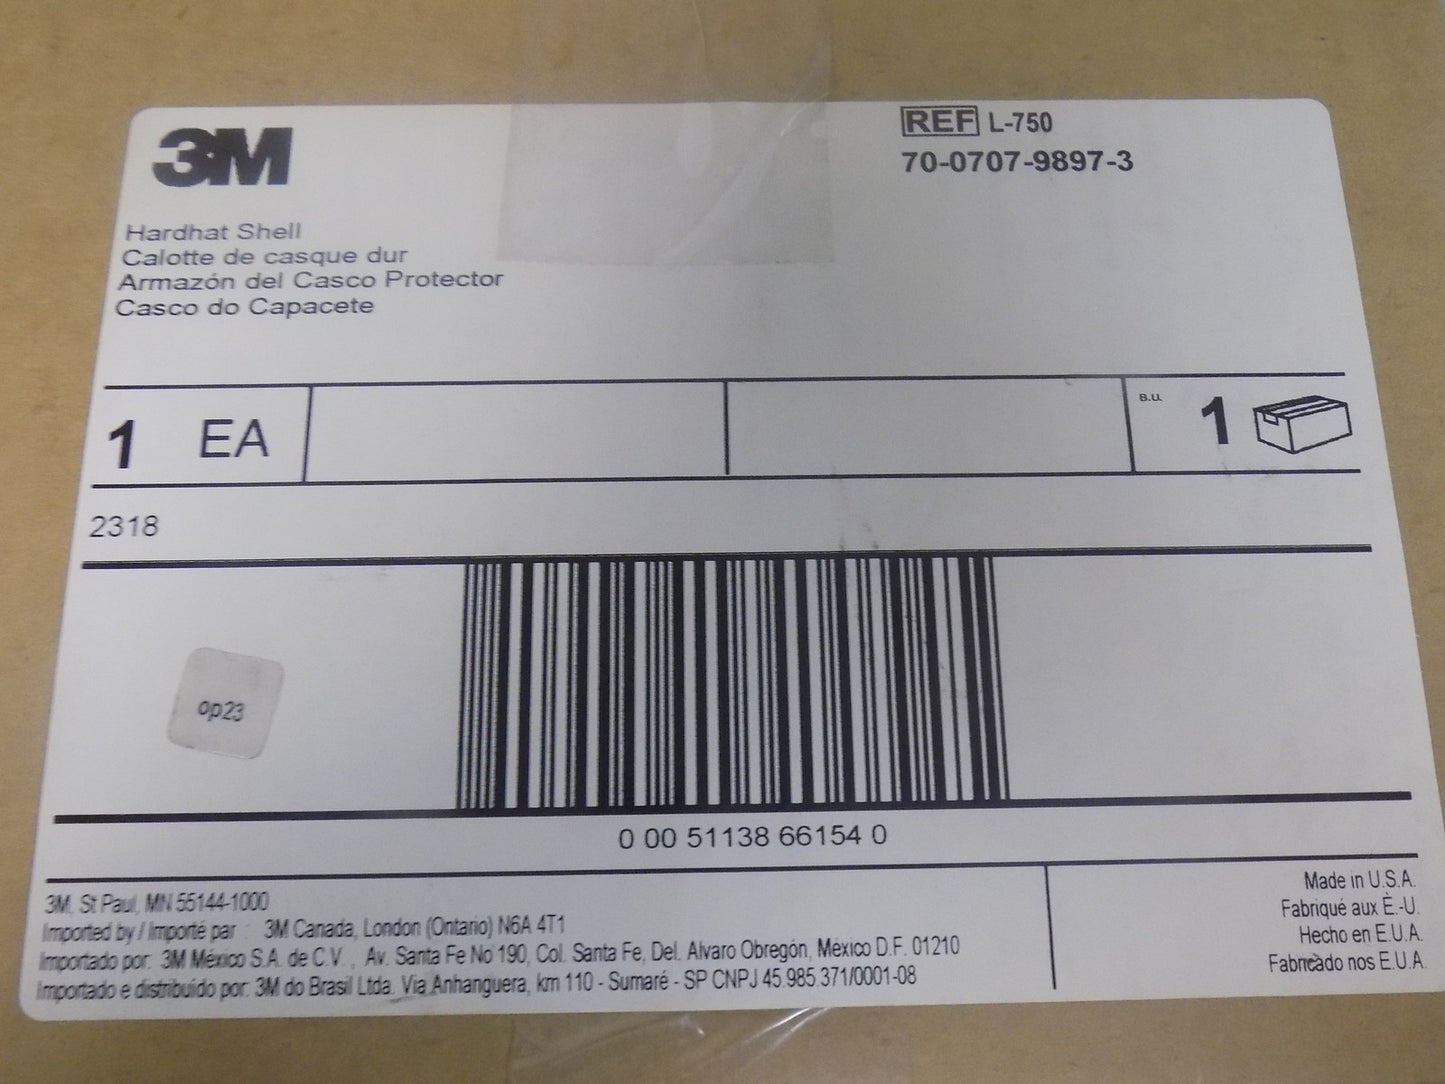 3M
REF L-750
70-0707-9897-3
Hardhat Shell
Calotte de casque dur
Armazón del Casco Protector
Casco do Capacete
1 EA
B.U. 1
2318
op23
0 00 51138 66154 0
3M, St Paul, MN 55144-1000
Imported by / Importé par : 3M Canada, London (Ontario) N6A 4T1
Importado por: 3M México S.A. de C.V. , Av. Santa Fe No 190, Col. Santa Fe, Del. Alvaro Obregón, Mexico D.F. 01210
Importado e distribuido por: 3M do Brasil Ltda. Via Anhanguera, km 110 - Sumaré - SP CNPJ 45.985.371/0001-08
Made in U.S.A.
Fabriqué aux É.-U.
Hecho en E.U.A.
Fabricado nos E.U.A.